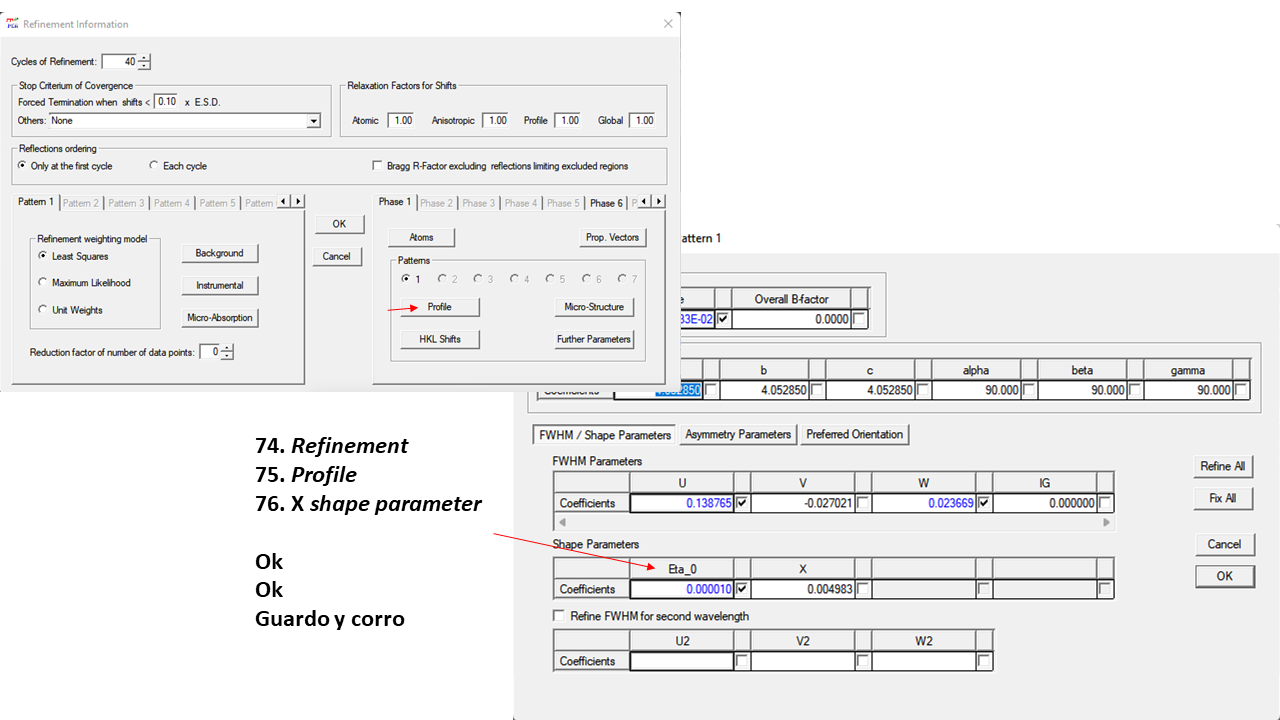 Refinement Information
Cycles of Refinement: 40
Stop Criterium of Covergence
Forced Termination when shifts < 0.10 x E.S.D.
Others: None
Relaxation Factors for Shifts
Atomic 1.00 Anisotropic 1.00 Profile 1.00 Global 1.00
Reflections ordering
Only at the first cycle Each cycle
Bragg R-Factor excluding reflections limiting excluded regions
Pattern 1 Pattern 2 Pattern 3 Pattern 4 Pattern 5 Pattern
Refinement weighting model
Least Squares
Maximum Likelihood
Unit Weights
Background
Instrumental
Micro-Absorption
Reduction factor of number of data points: 0
OK
Cancel
Phase 1 Phase 2 Phase 3 Phase 4 Phase 5 Phase 6 P
Atoms Prop. Vectors
Patterns
1 2 3 4 5 6 7
Profile Micro-Structure
HKL Shifts Further Parameters
attern 1
e Overall B-factor
33E-02 0.0000
b c alpha beta gamma
Coefficients 4.052850 4.052850 4.052850 90.000 90.000 90.000
FWHM / Shape Parameters Asymmetry Parameters Preferred Orientation
FWHM Parameters
U V W IG
Coefficients 0.138765 -0.027021 0.023669 0.000000
Shape Parameters
Eta_0 X
Coefficients 0.000010 0.004983
Refine FWHM for second wavelength
U2 V2 W2
Coefficients
Refine All
Fix All
Cancel
OK
74. Refinement
75. Profile
76. X shape parameter
Ok
Ok
Guardo y corro